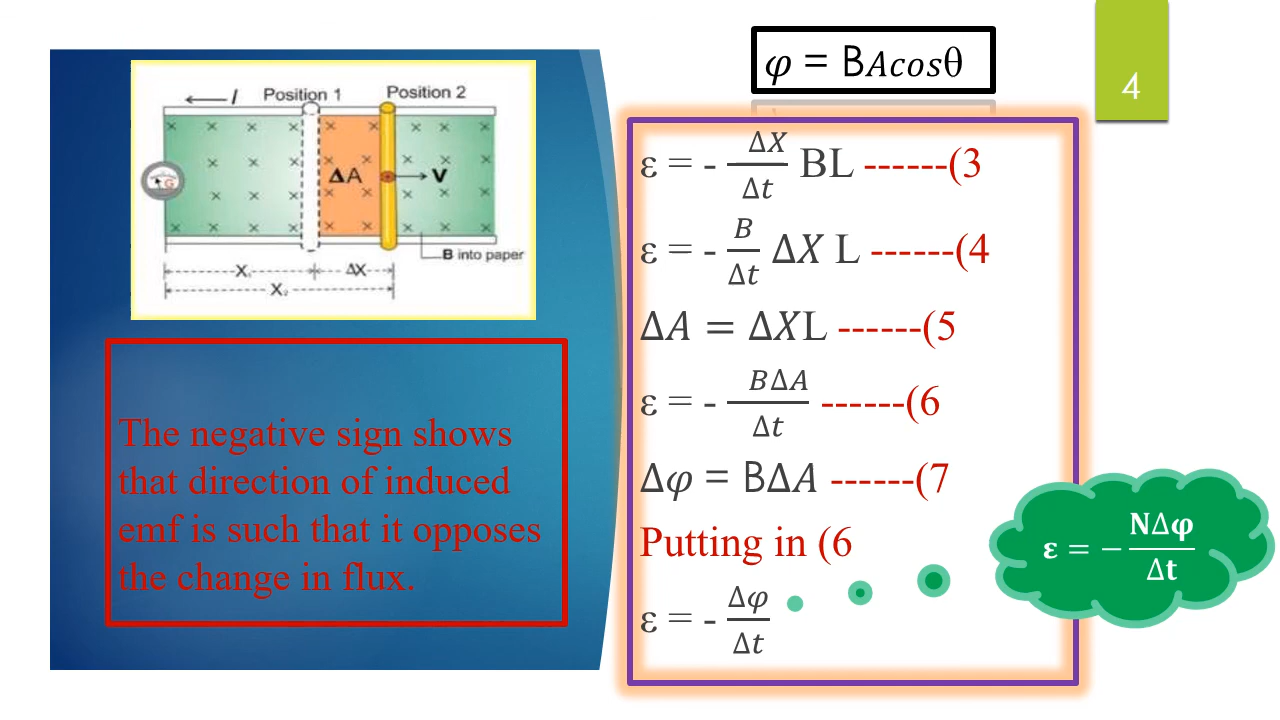 φ = BAcosθ
4
← I Position 1 Position 2
G ΔA V
B into paper
X₁ ΔX
X₂
The negative sign shows
that direction of induced
emf is such that it opposes
the change in flux.
ε = - ΔX/Δt BL ------(3
ε = - B/Δt ΔX L ------(4
ΔA = ΔXL ------(5
ε = - BΔA/Δt ------(6
Δφ = BΔA ------(7
Putting in (6
ε = - Δφ/Δt
ε = − NΔφ/Δt